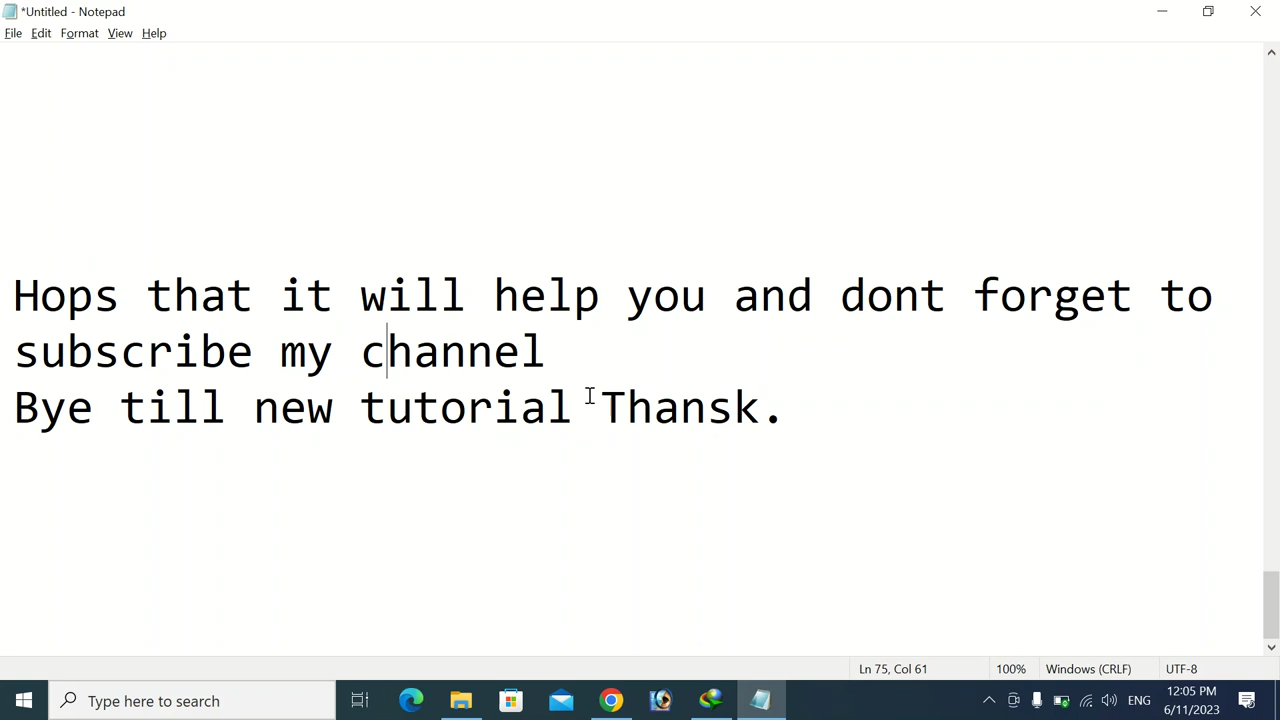 *Untitled - Notepad
File Edit Format View Help
Hops that it will help you and dont forget to
subscribe my channel
Bye till new tutorial Thansk.
Ln 75, Col 61 100% Windows (CRLF) UTF-8
Type here to search
ENG
12:05 PM
6/11/2023